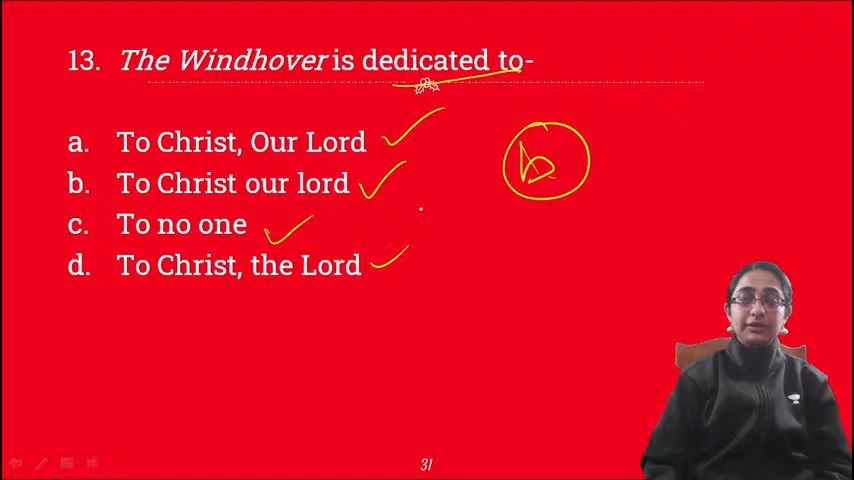 13. The Windhover is dedicated to-
a. To Christ, Our Lord
b. To Christ our lord
b
c. To no one
d. To Christ, the Lord
31